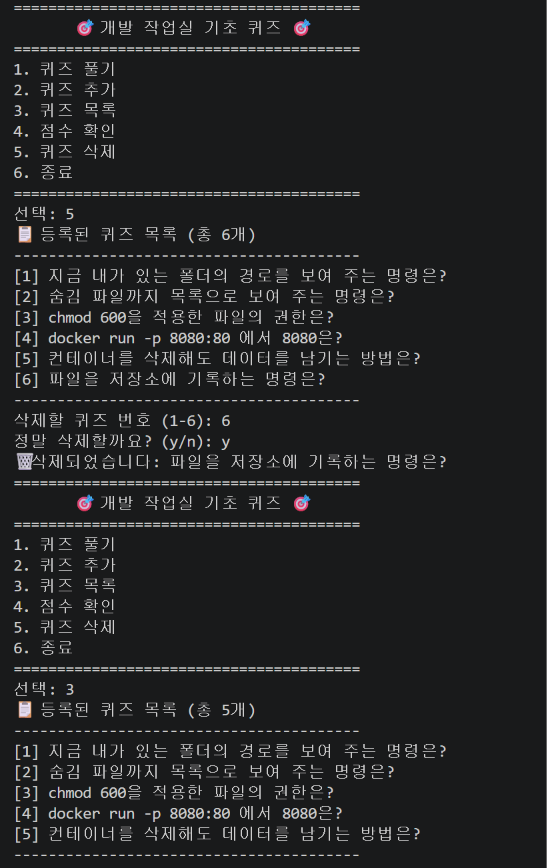 ========================================
🎯 개발 작업실 기초 퀴즈 🎯
========================================
1. 퀴즈 풀기
2. 퀴즈 추가
3. 퀴즈 목록
4. 점수 확인
5. 퀴즈 삭제
6. 종료
========================================
선택: 5
📋 등록된 퀴즈 목록 (총 6개)
----------------------------------------
[1] 지금 내가 있는 폴더의 경로를 보여 주는 명령은?
[2] 숨김 파일까지 목록으로 보여 주는 명령은?
[3] chmod 600을 적용한 파일의 권한은?
[4] docker run -p 8080:80 에서 8080은?
[5] 컨테이너를 삭제해도 데이터를 남기는 방법은?
[6] 파일을 저장소에 기록하는 명령은?
----------------------------------------
삭제할 퀴즈 번호 (1-6): 6
정말 삭제할까요? (y/n): y
🗑️삭제되었습니다: 파일을 저장소에 기록하는 명령은?
========================================
🎯 개발 작업실 기초 퀴즈 🎯
========================================
1. 퀴즈 풀기
2. 퀴즈 추가
3. 퀴즈 목록
4. 점수 확인
5. 퀴즈 삭제
6. 종료
========================================
선택: 3
📋 등록된 퀴즈 목록 (총 5개)
----------------------------------------
[1] 지금 내가 있는 폴더의 경로를 보여 주는 명령은?
[2] 숨김 파일까지 목록으로 보여 주는 명령은?
[3] chmod 600을 적용한 파일의 권한은?
[4] docker run -p 8080:80 에서 8080은?
[5] 컨테이너를 삭제해도 데이터를 남기는 방법은?
----------------------------------------